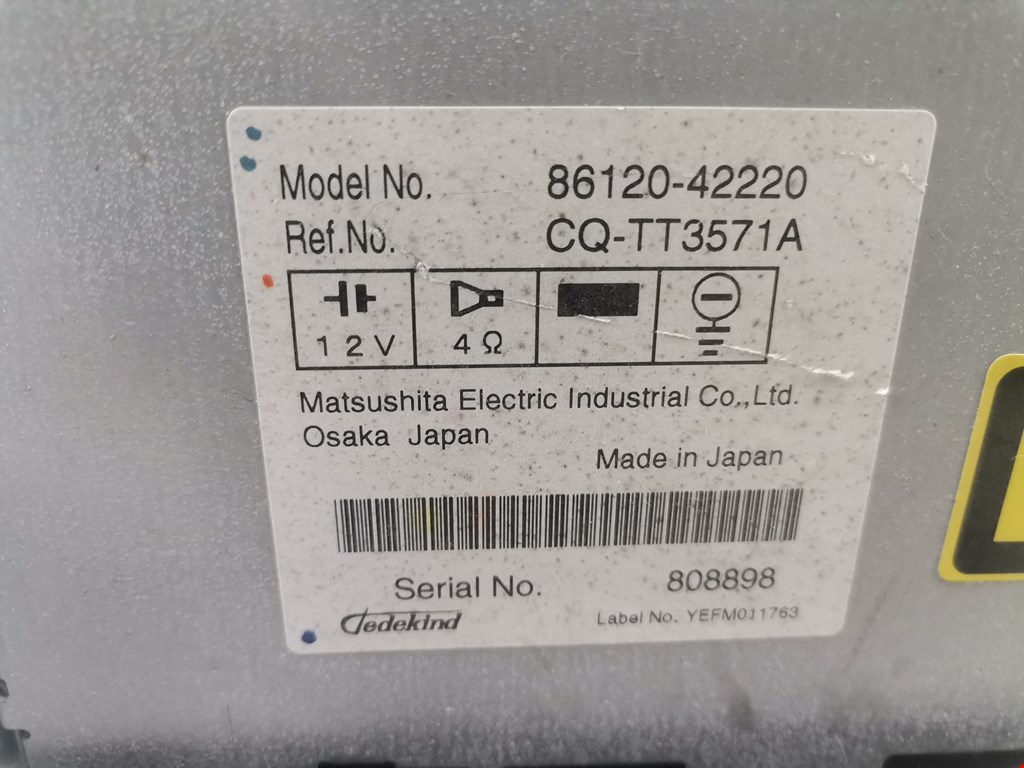 Model No. 86120-42220
Ref.No. CQ-TT3571A
12V 4Ω
Matsushita Electric Industrial Co.,Ltd.
Osaka Japan
Made in Japan
Serial No. 808898
Jedekind Label No. YEFM011763